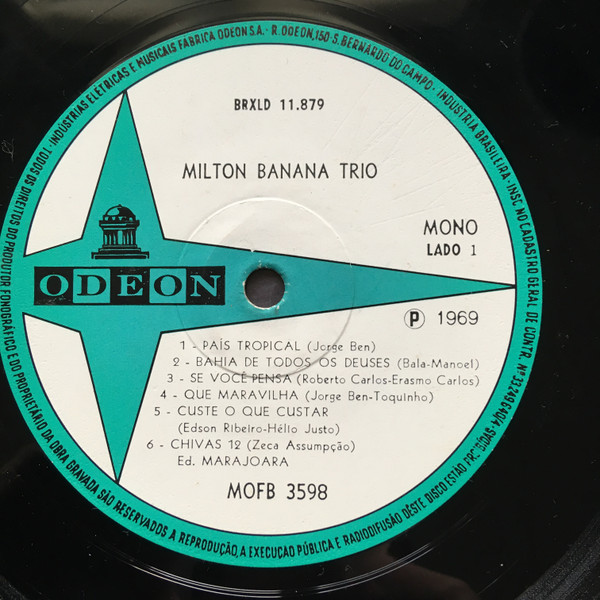 TODOS OS DIREITOS DO PRODUTOR FONOGRÁFICO E DO PROPRIETÁRIO DA OBRA GRAVADA SÃO RESERVADOS. A REPRODUÇÃO, A EXECUÇAO PÚBLICA E RADIODIFUSÃO DÊSTE DISCO ESTÃO PROIBIDAS
INDÚSTRIAS ELÉTRICAS E MUSICAIS FÁBRICA ODEON S.A. - R. ODEON, 150 - S. BERNARDO DO CAMPO - INDÚSTRIA BRASILEIRA - INSC NO CADASTRO GERAL DE CONTR. Nº 33249640/4
BRXLD 11.879
MILTON BANANA TRIO
MONO
LADO 1
ODEON
Ⓟ 1969
1 - PAÍS TROPICAL (Jorge Ben)
2 - BAHIA DE TODOS OS DEUSES (Bala-Manoel)
3 - SE VOCÊ PENSA (Roberto Carlos-Erasmo Carlos)
4 - QUE MARAVILHA (Jorge Ben-Toquinho)
5 - CUSTE O QUE CUSTAR
(Edson Ribeiro-Hélio Justo)
6 - CHIVAS 12 (Zeca Assumpção)
Ed. MARAJOARA
MOFB 3598